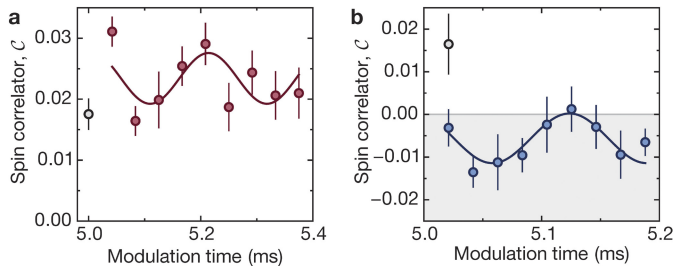 a
Spin correlator, 𝒞
0.03
0.02
0.01
0.00
5.0
5.2
5.4
Modulation time (ms)
b
Spin correlator, 𝒞
0.02
0.01
0.00
−0.01
−0.02
5.0
5.1
5.2
Modulation time (ms)